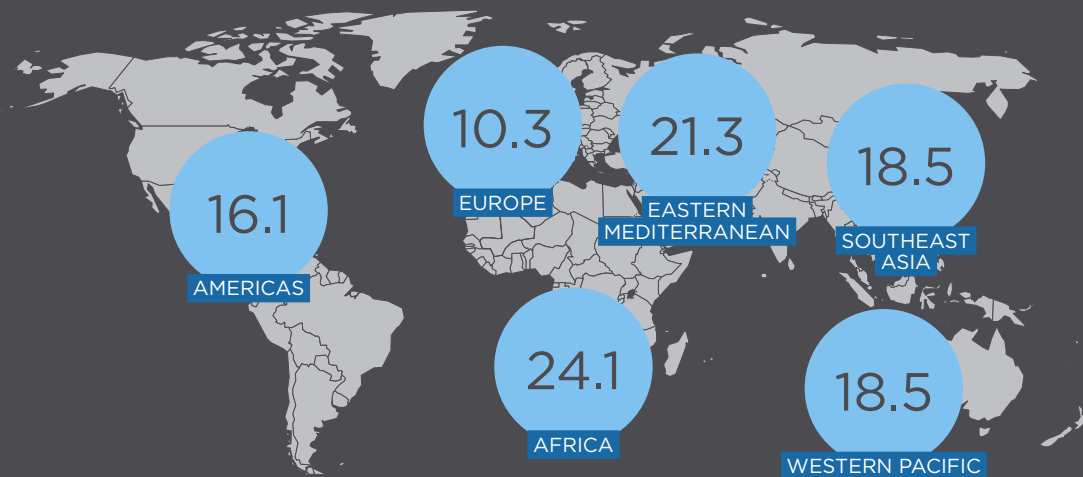 16.1
AMERICAS
10.3
EUROPE
21.3
EASTERN
MEDITERRANEAN
18.5
SOUTHEAST
ASIA
24.1
AFRICA
18.5
WESTERN PACIFIC